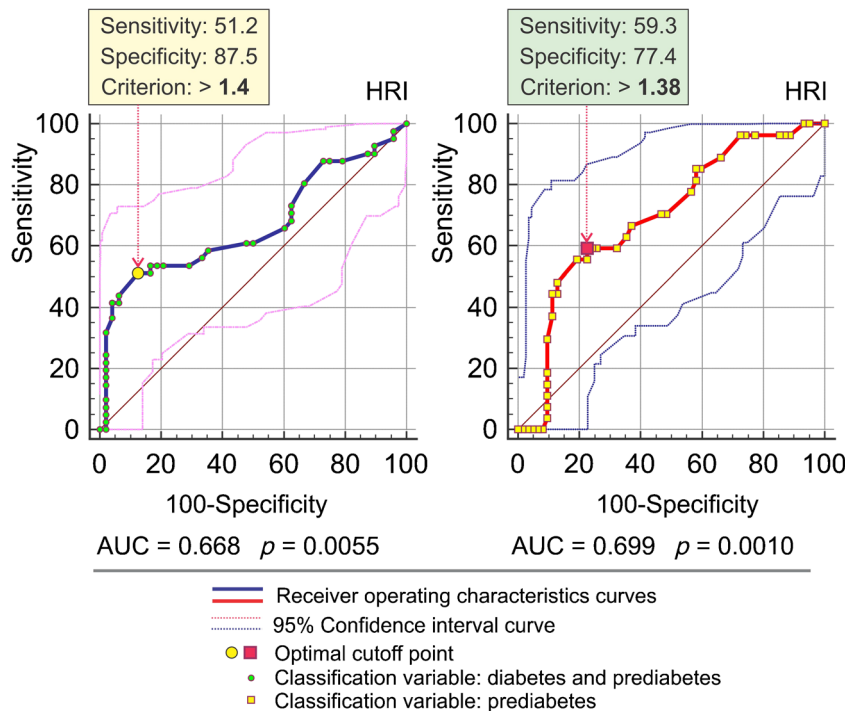 Sensitivity: 51.2
Specificity: 87.5
Criterion: > 1.4
HRI
Sensitivity
100
80
60
40
20
0
0 20 40 60 80 100
100-Specificity
AUC = 0.668 p = 0.0055
Sensitivity: 59.3
Specificity: 77.4
Criterion: > 1.38
HRI
Sensitivity
100
80
60
40
20
0
0 20 40 60 80 100
100-Specificity
AUC = 0.699 p = 0.0010
Receiver operating characteristics curves
95% Confidence interval curve
Optimal cutoff point
Classification variable: diabetes and prediabetes
Classification variable: prediabetes